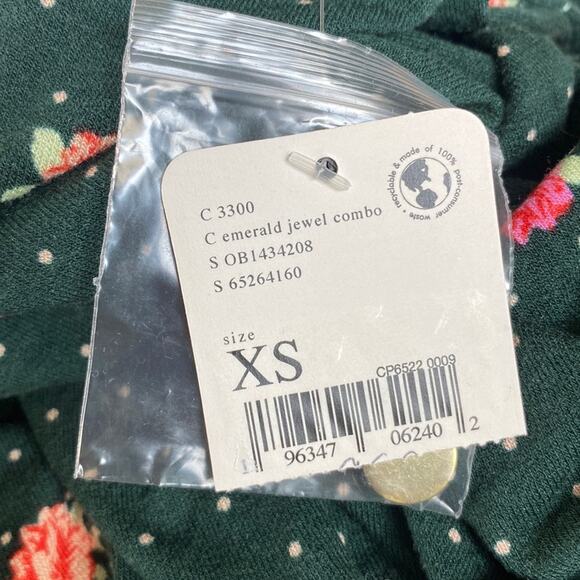 C 3300
C emerald jewel combo
S OB1434208
S 65264160
size
XS
CP6522 0009
96347 06240 2
recyclable & made of 100% post-consumer waste •